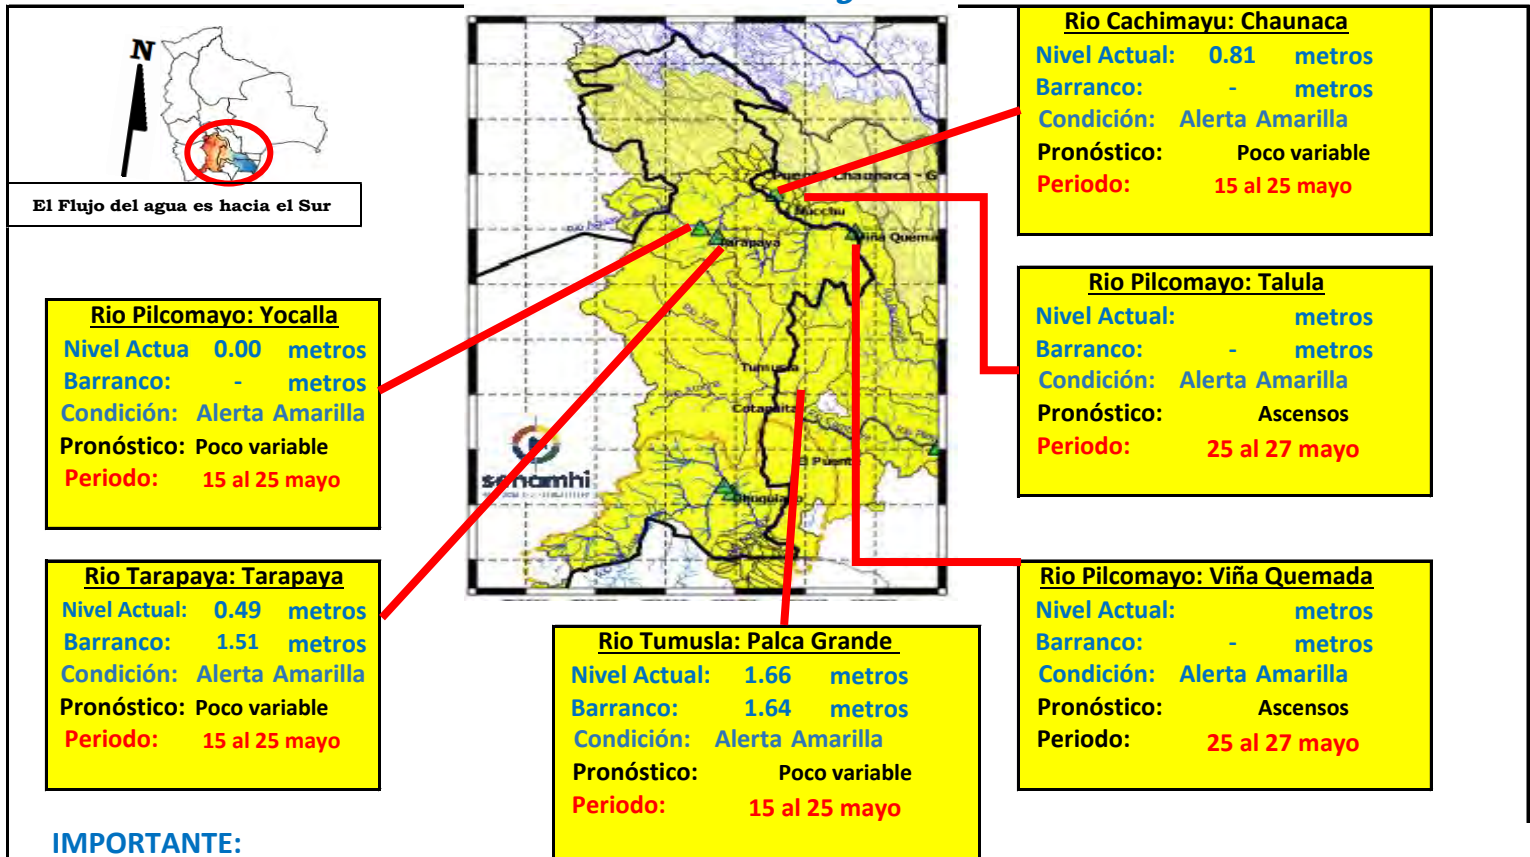 N
El Flujo del agua es hacia el Sur
Rio Cachimayu: Chaunaca
Nivel Actual: 0.81 metros
Barranco: - metros
Condición: Alerta Amarilla
Pronóstico: Poco variable
Periodo: 15 al 25 mayo
Puente Chaunaca - G
Tarapaya
Viña Quema
Tumusla
Cotagaita
El Puente
senamhi
Rio Pilcomayo: Talula
Nivel Actual: metros
Barranco: - metros
Condición: Alerta Amarilla
Pronóstico: Ascensos
Periodo: 25 al 27 mayo
Rio Pilcomayo: Yocalla
Nivel Actua 0.00 metros
Barranco: - metros
Condición: Alerta Amarilla
Pronóstico: Poco variable
Periodo: 15 al 25 mayo
Rio Tarapaya: Tarapaya
Nivel Actual: 0.49 metros
Barranco: 1.51 metros
Condición: Alerta Amarilla
Pronóstico: Poco variable
Periodo: 15 al 25 mayo
Rio Tumusla: Palca Grande
Nivel Actual: 1.66 metros
Barranco: 1.64 metros
Condición: Alerta Amarilla
Pronóstico: Poco variable
Periodo: 15 al 25 mayo
Rio Pilcomayo: Viña Quemada
Nivel Actual: metros
Barranco: - metros
Condición: Alerta Amarilla
Pronóstico: Ascensos
Periodo: 25 al 27 mayo
IMPORTANTE: